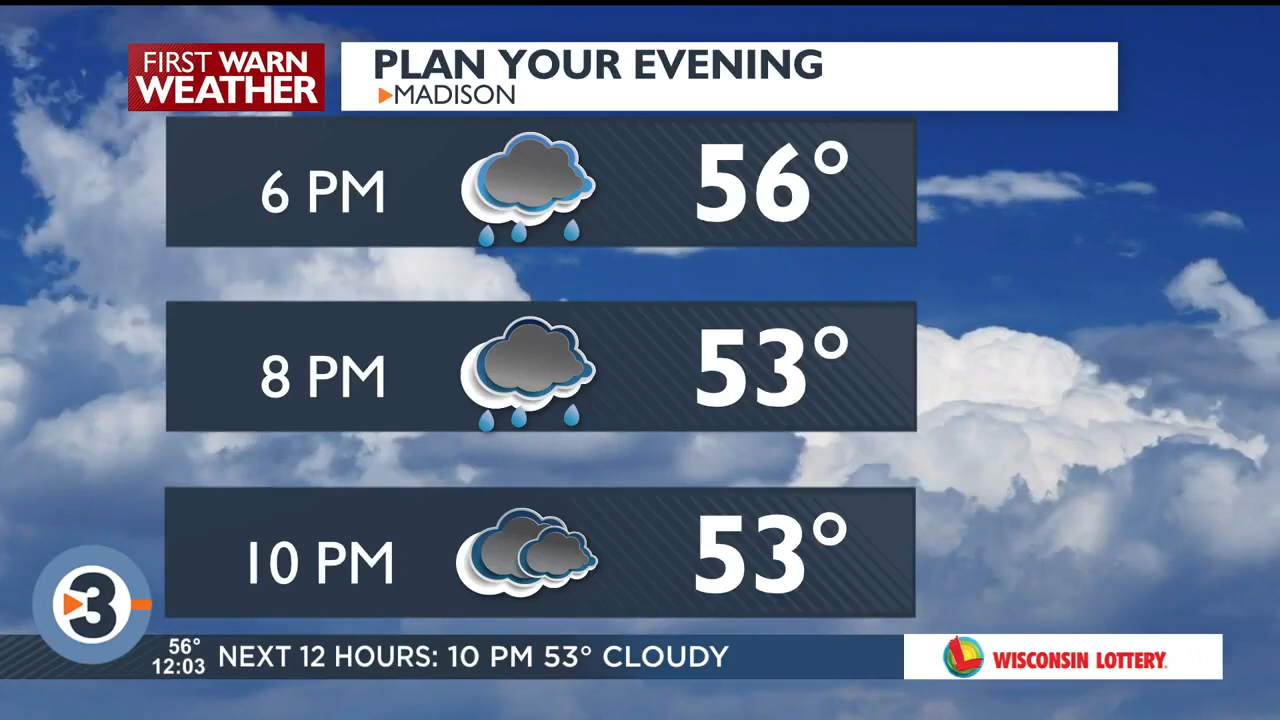 FIRST WARN
WEATHER
PLAN YOUR EVENING
MADISON
6 PM
56°
8 PM
53°
10 PM
53°
3
56°
12:03
NEXT 12 HOURS: 10 PM 53° CLOUDY
WISCONSIN LOTTERY